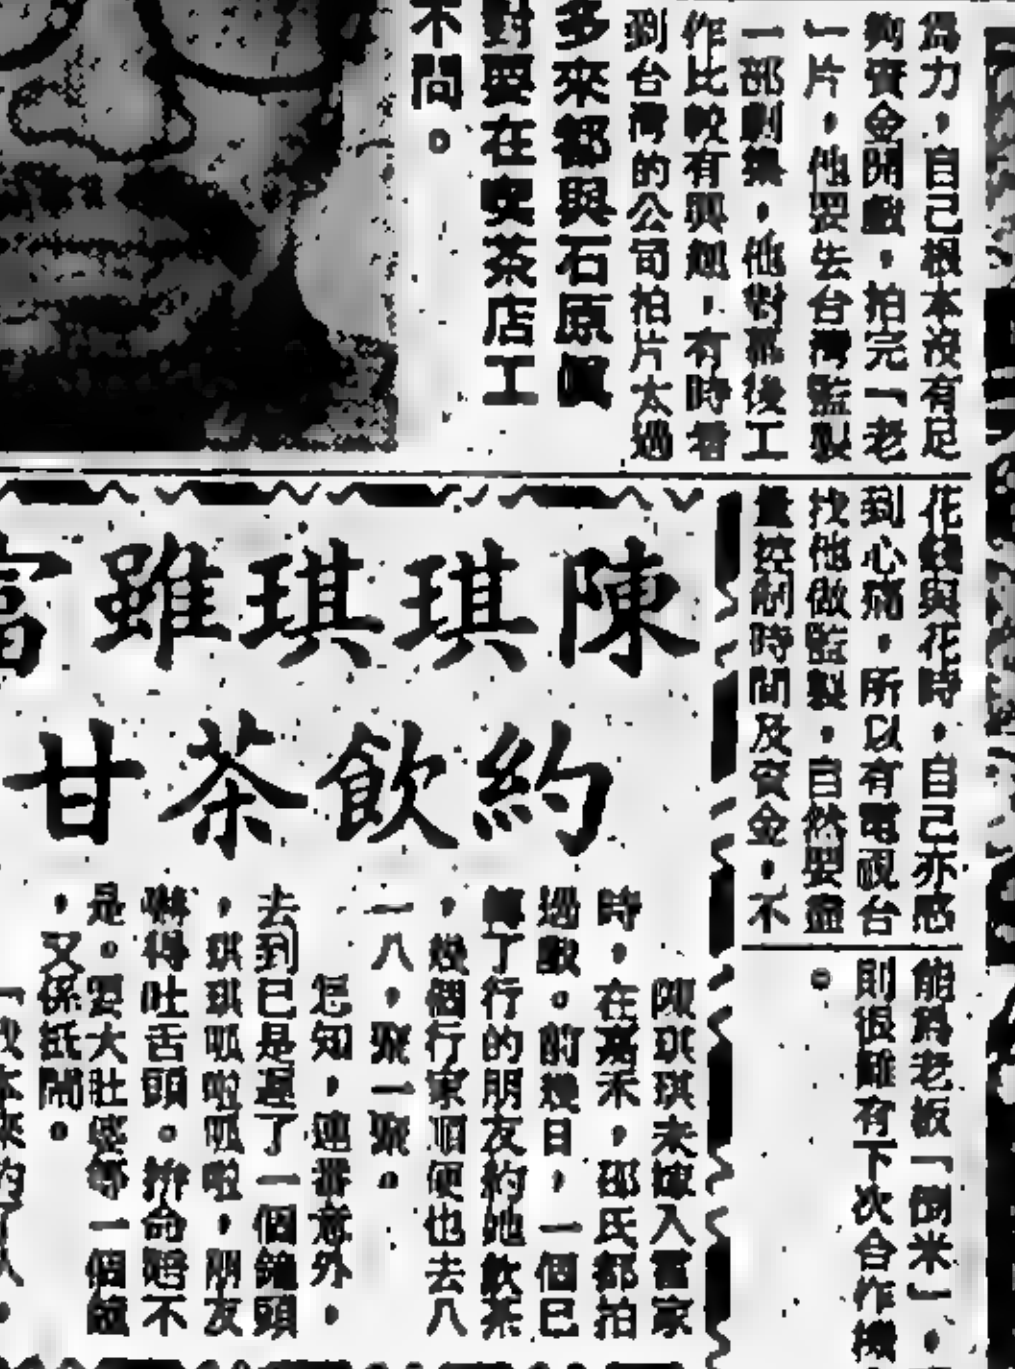 為力，自己根本沒有足
夠資金開戲，拍完「老
」片，他要去台灣監製
一部劇集，他對幕後工
作比較有興趣，有時看
到台灣的公司拍片太過
花錢與花時，自己亦感
到心痛，所以有電視台
找他做監製，自然要盡
量控制時間及資金，不
能爲老板「倒米」，
則很難有下次合作機
。
多來都與石原眞
對耍在喫茶店工
不問。
陳琪琪雖富
約飲茶甘
陳琪琪未嫁入富家
時，在嘉禾，邵氏都拍
過戲。前幾日，一個已
轉了行的朋友約她飲茶
，幾個行家順便也去八
一八，聚一聚。
怎知，連番意外，
去到已是遲了一個鐘頭
，琪琪呱啦呱啦，朋友
嚇得吐舌頭。拚命賠不
是。要大肚婆等一個鐘
，又係抵鬧。
「我本來約了人，